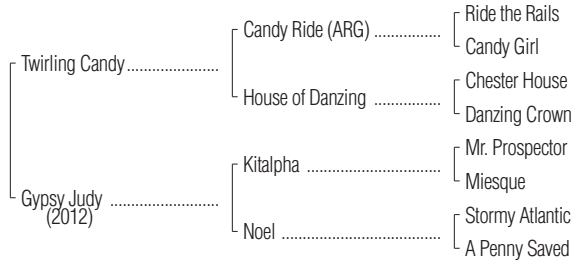 Ride the Rails
Candy Ride (ARG) ................
Candy Girl
Twirling Candy ......................
Chester House
House of Danzing ................
Danzing Crown
Mr. Prospector
Kitalpha ................................
Miesque
Gypsy Judy ..........................
(2012)
Stormy Atlantic
Noel ......................................
A Penny Saved